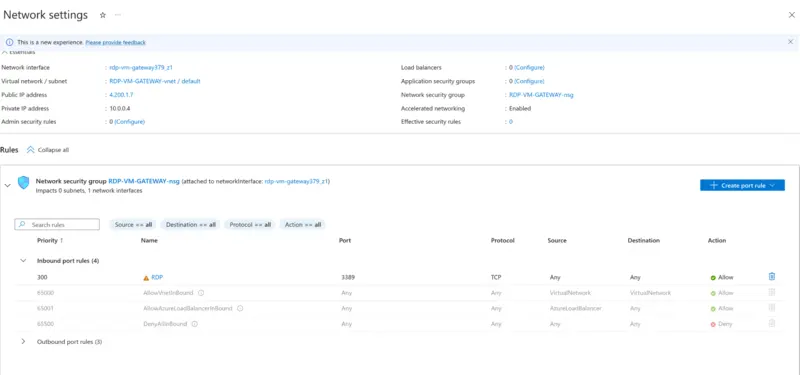 Network settings
This is a new experience. Please provide feedback
Essentials
Network interface : rdp-vm-gateway379_z1
Load balancers : 0 (Configure)
Virtual network / subnet : RDP-VM-GATEWAY-vnet / default
Application security groups : 0 (Configure)
Public IP address : 4.200.1.7
Network security group : RDP-VM-GATEWAY-nsg
Private IP address : 10.0.0.4
Accelerated networking : Enabled
Admin security rules : 0 (Configure)
Effective security rules : 0
Rules Collapse all
Network security group RDP-VM-GATEWAY-nsg (attached to networkInterface: rdp-vm-gateway379_z1)
Impacts 0 subnets, 1 network interfaces
Create port rule
Search rules Source == all Destination == all Protocol == all Action == all
Priority ↑ Name Port Protocol Source Destination Action
Inbound port rules (4)
300 RDP 3389 TCP Any Any Allow
65000 AllowVnetInBound Any Any VirtualNetwork VirtualNetwork Allow
65001 AllowAzureLoadBalancerInBound Any Any AzureLoadBalancer Any Allow
65500 DenyAllInBound Any Any Any Any Deny
Outbound port rules (3)